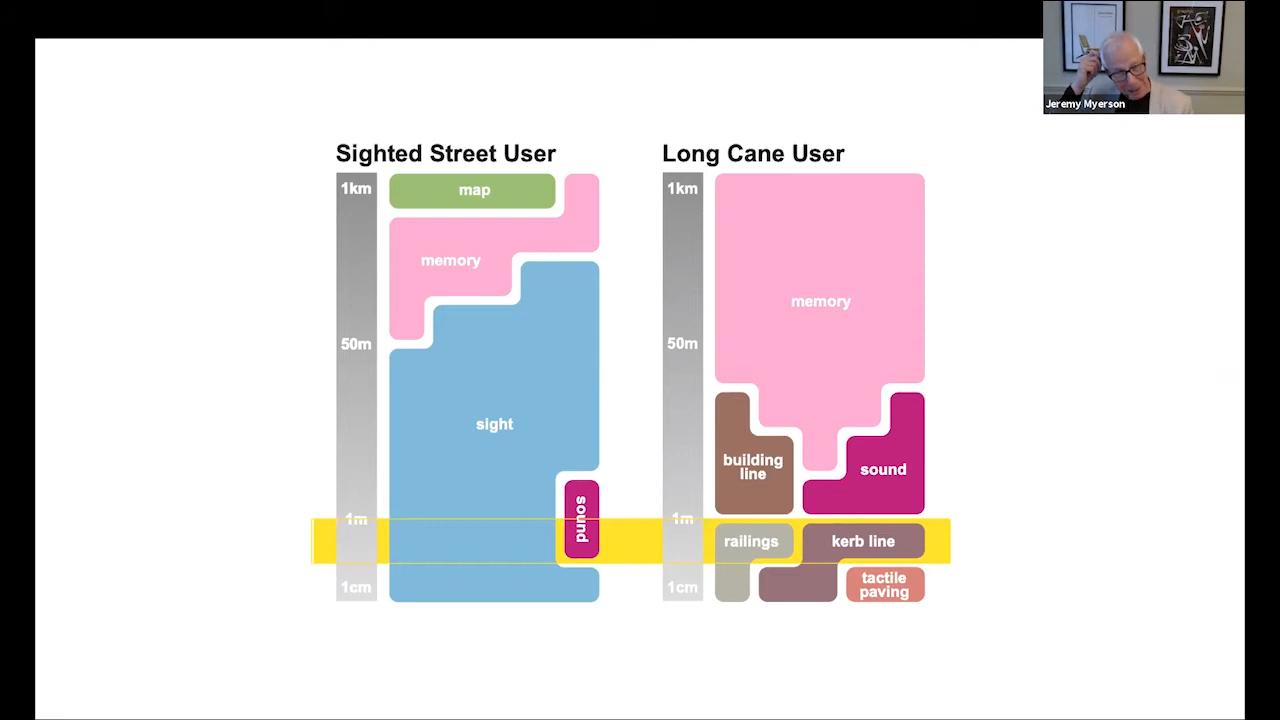 Jeremy Myerson
Sighted Street User
1km
map
memory
50m
sight
sound
1m
1cm
Long Cane User
1km
memory
50m
building
line
sound
1m
railings
kerb line
1cm
tactile
paving